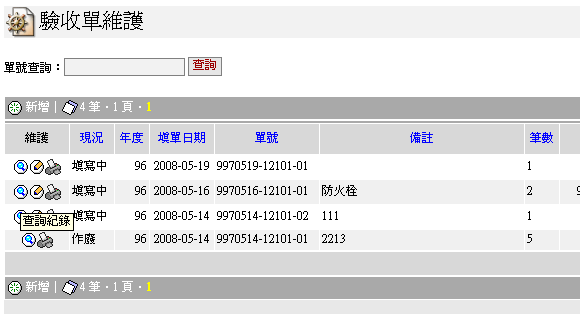 驗收單維護
單號查詢： 查詢
新增 | 4 筆 · 1 頁 · 1
維護 現況 年度 填單日期 單號 備註 筆數
填寫中 96 2008-05-19 9970519-12101-01 1
填寫中 96 2008-05-16 9970516-12101-01 防火栓 2 9
填寫中 96 2008-05-14 9970514-12101-02 111 1
查詢紀錄
作廢 96 2008-05-14 9970514-12101-01 2213 5
新增 | 4 筆 · 1 頁 · 1